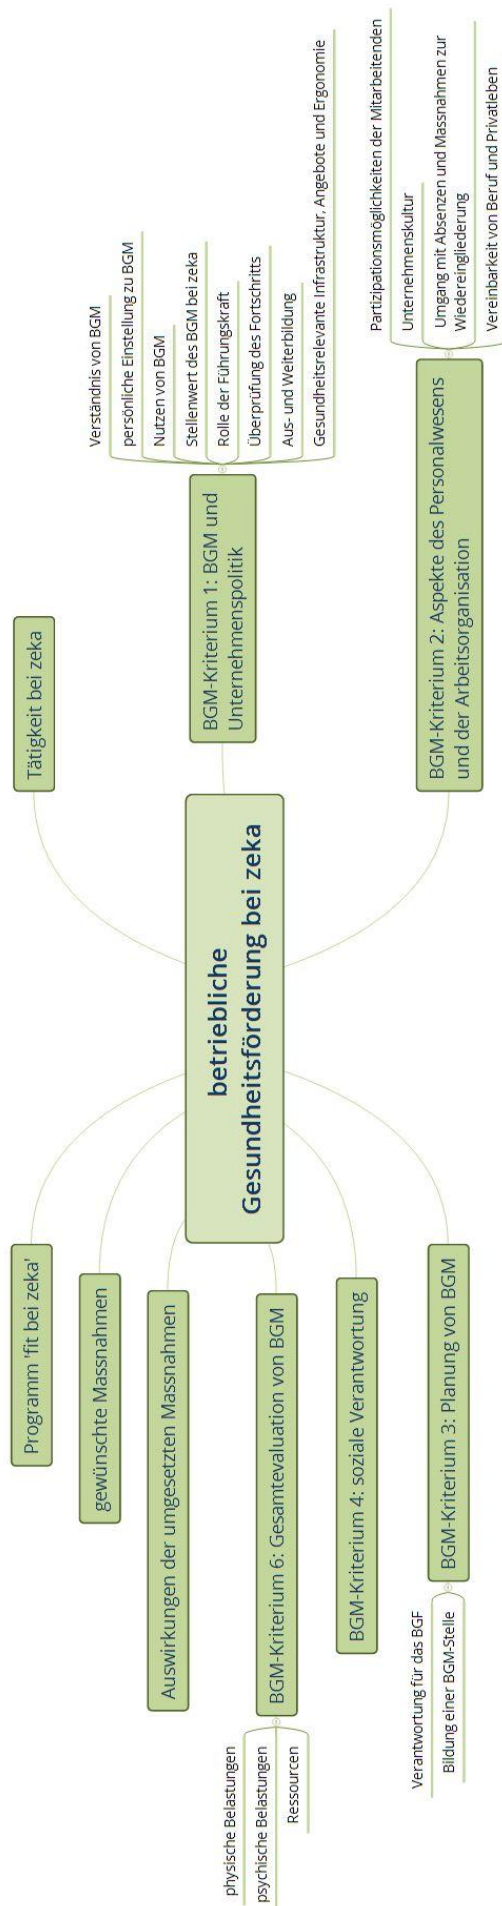 betriebliche
Gesundheitsförderung bei zeka
Tätigkeit bei zeka
BGM-Kriterium 1: BGM und
Unternehmenspolitik
Verständnis von BGM
persönliche Einstellung zu BGM
Nutzen von BGM
Stellenwert des BGM bei zeka
Rolle der Führungskraft
Überprüfung des Fortschritts
Aus- und Weiterbildung
Gesundheitsrelevante Infrastruktur, Angebote und Ergonomie
BGM-Kriterium 2: Aspekte des Personalwesens
und der Arbeitsorganisation
Partizipationsmöglichkeiten der Mitarbeitenden
Unternehmenskultur
Umgang mit Absenzen und Massnahmen zur
Wiedereingliederung
Vereinbarkeit von Beruf und Privatleben
Programm 'fit bei zeka'
gewünschte Massnahmen
Auswirkungen der umgesetzten Massnahmen
BGM-Kriterium 6: Gesamtevaluation von BGM
physische Belastungen
psychische Belastungen
Ressourcen
BGM-Kriterium 4: soziale Verantwortung
BGM-Kriterium 3: Planung von BGM
Verantwortung für das BGF
Bildung einer BGM-Stelle